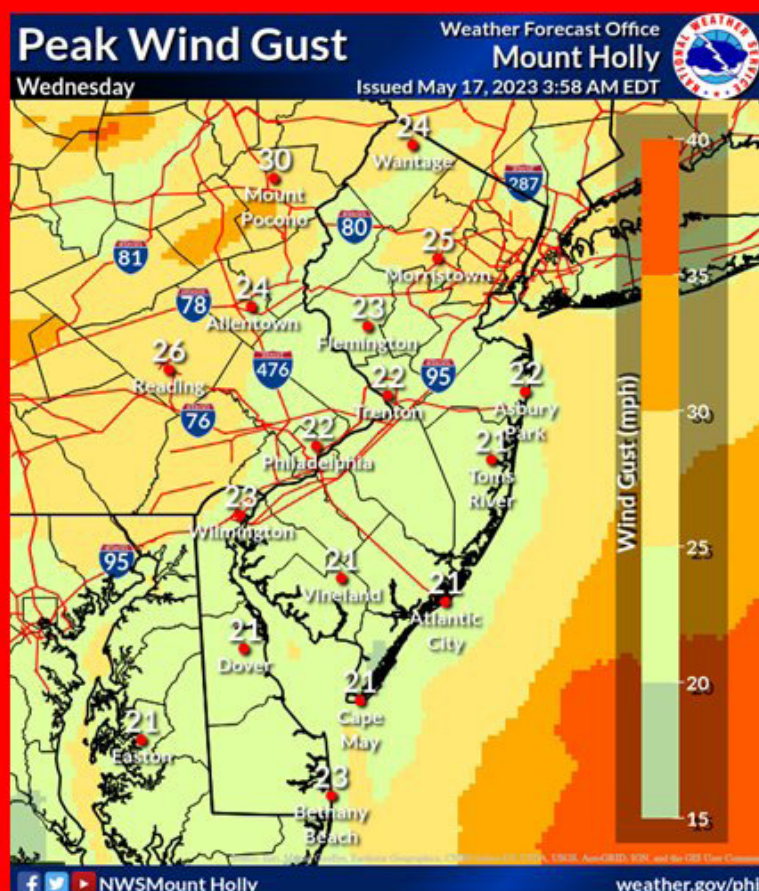 Peak Wind Gust
Weather Forecast Office
Mount Holly
Wednesday
Issued May 17, 2023 3:58 AM EDT
NATIONAL WEATHER SERVICE
24
Wantage
30
Mount
Pocono
287
80
81
25
Morristown
78
24
Allentown
23
Flemington
26
Reading
476
95
22
Trenton
22
Asbury
Park
76
22
Philadelphia
21
Toms
River
23
Wilmington
95
21
Vineland
21
Atlantic
City
21
Dover
21
Cape
May
21
Easton
23
Bethany
Beach
Wind Gust (mph)
40
35
30
25
20
15
NWSMount Holly
weather.gov/phi